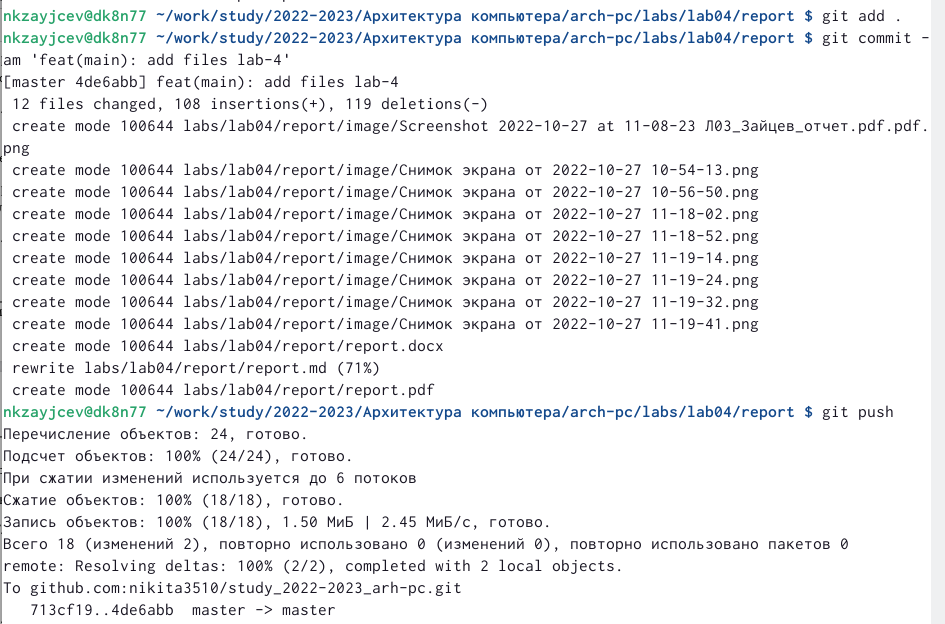 nkzayjcev@dk8n77 ~/work/study/2022-2023/Архитектура компьютера/arch-pc/labs/lab04/report $ git add .
nkzayjcev@dk8n77 ~/work/study/2022-2023/Архитектура компьютера/arch-pc/labs/lab04/report $ git commit -
am 'feat(main): add files lab-4'
[master 4de6abb] feat(main): add files lab-4
 12 files changed, 108 insertions(+), 119 deletions(-)
 create mode 100644 labs/lab04/report/image/Screenshot 2022-10-27 at 11-08-23 Л03_Зайцев_отчет.pdf.pdf.
png
 create mode 100644 labs/lab04/report/image/Снимок экрана от 2022-10-27 10-54-13.png
 create mode 100644 labs/lab04/report/image/Снимок экрана от 2022-10-27 10-56-50.png
 create mode 100644 labs/lab04/report/image/Снимок экрана от 2022-10-27 11-18-02.png
 create mode 100644 labs/lab04/report/image/Снимок экрана от 2022-10-27 11-18-52.png
 create mode 100644 labs/lab04/report/image/Снимок экрана от 2022-10-27 11-19-14.png
 create mode 100644 labs/lab04/report/image/Снимок экрана от 2022-10-27 11-19-24.png
 create mode 100644 labs/lab04/report/image/Снимок экрана от 2022-10-27 11-19-32.png
 create mode 100644 labs/lab04/report/image/Снимок экрана от 2022-10-27 11-19-41.png
 create mode 100644 labs/lab04/report/report.docx
 rewrite labs/lab04/report/report.md (71%)
 create mode 100644 labs/lab04/report/report.pdf
nkzayjcev@dk8n77 ~/work/study/2022-2023/Архитектура компьютера/arch-pc/labs/lab04/report $ git push
Перечисление объектов: 24, готово.
Подсчет объектов: 100% (24/24), готово.
При сжатии изменений используется до 6 потоков
Сжатие объектов: 100% (18/18), готово.
Запись объектов: 100% (18/18), 1.50 МиБ | 2.45 МиБ/с, готово.
Всего 18 (изменений 2), повторно использовано 0 (изменений 0), повторно использовано пакетов 0
remote: Resolving deltas: 100% (2/2), completed with 2 local objects.
To github.com:nikita3510/study_2022-2023_arh-pc.git
   713cf19..4de6abb  master -> master